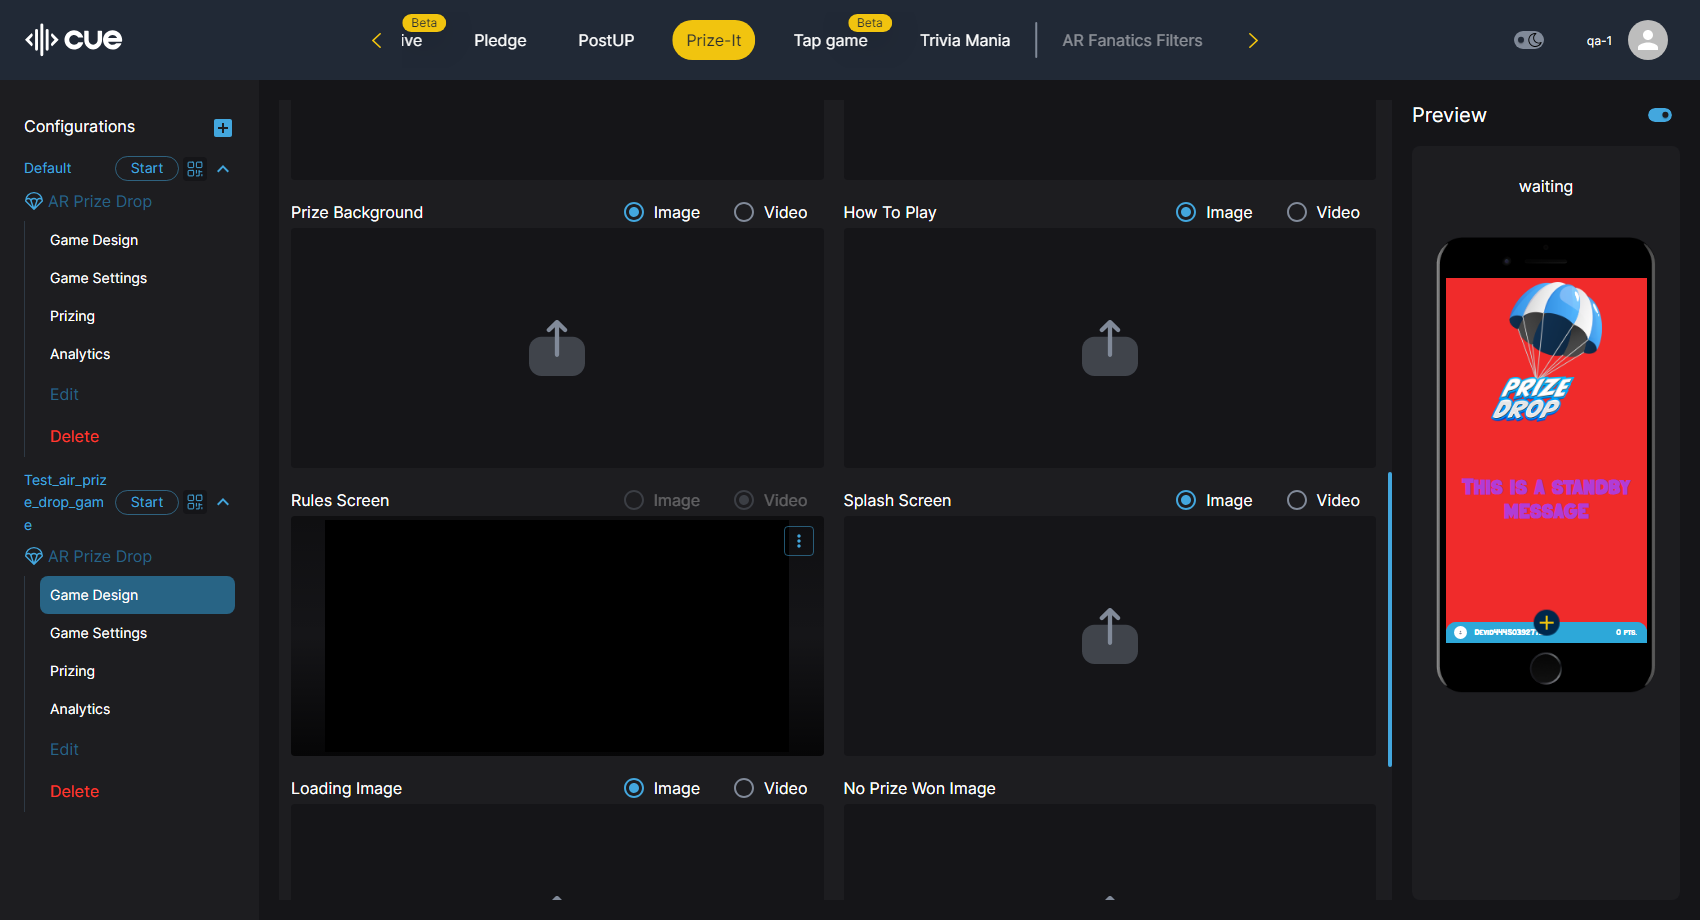 cue
ive
Beta
Pledge
PostUP
Prize-It
Tap game
Beta
Trivia Mania
AR Fanatics Filters
qa-1
Configurations
Default
Start
AR Prize Drop
Game Design
Game Settings
Prizing
Analytics
Edit
Delete
Test_air_priz
e_drop_gam
e
Start
AR Prize Drop
Game Design
Game Settings
Prizing
Analytics
Edit
Delete
Prize Background
Image
Video
How To Play
Image
Video
Rules Screen
Image
Video
Splash Screen
Image
Video
Loading Image
Image
Video
No Prize Won Image
Preview
waiting
PRIZE
DROP
THIS IS A STANDBY
MESSAGE
0 PTS.